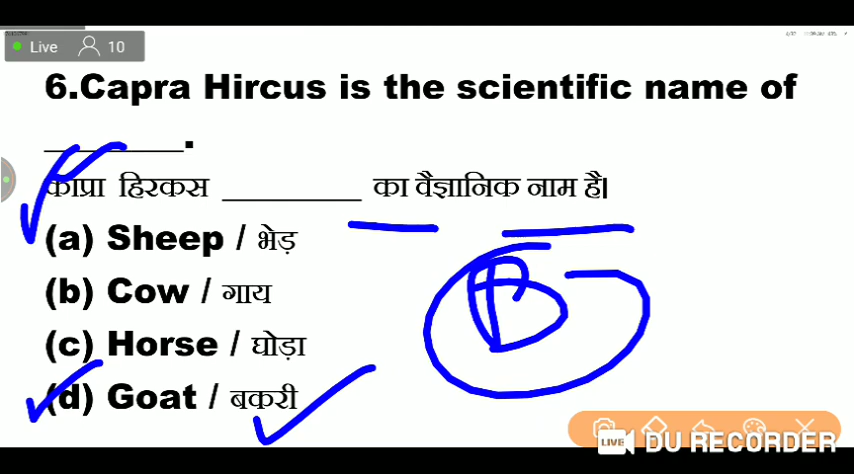 Live 10
6.Capra Hircus is the scientific name of
________.
काप्रा हिरकस ________ का वैज्ञानिक नाम है।
(a) Sheep / भेड़
(b) Cow / गाय
(c) Horse / घोड़ा
(d) Goat / बकरी
B
LIVE DU RECORDER